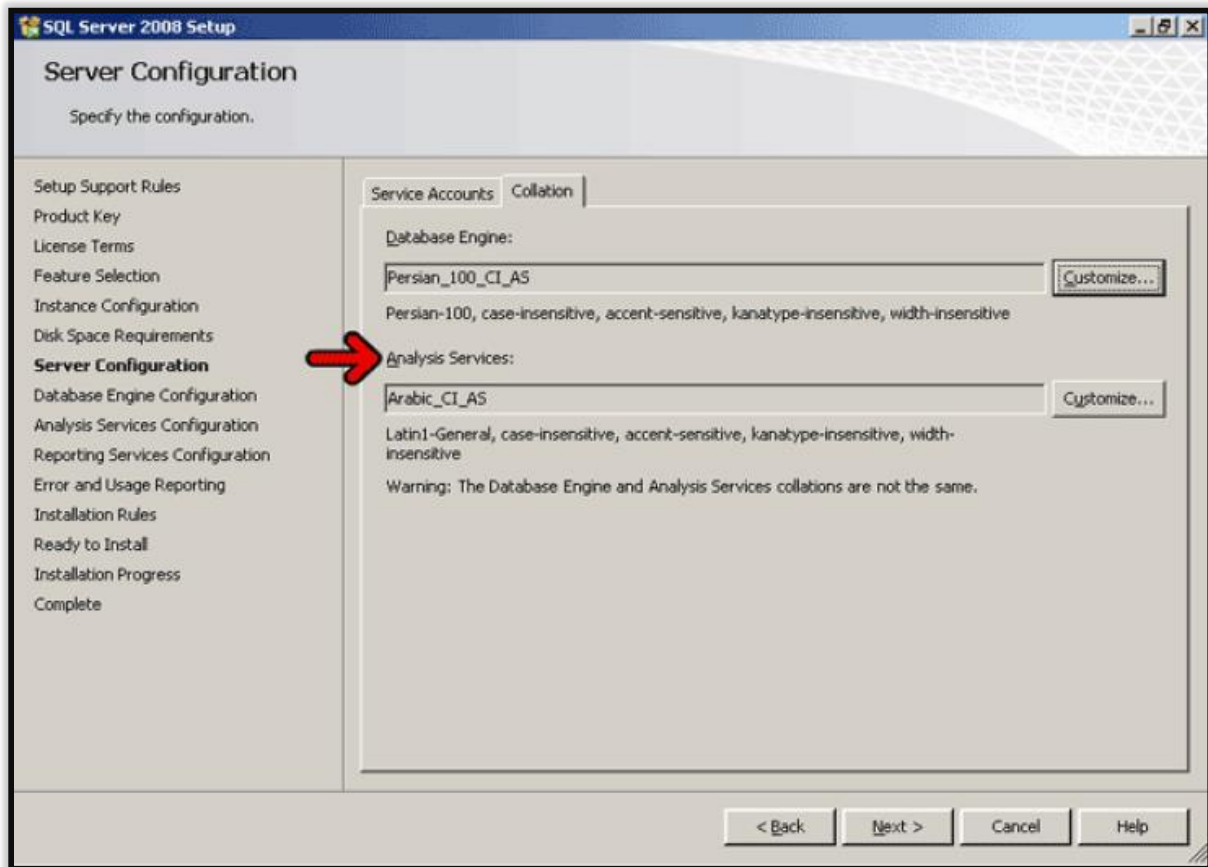 SQL Server 2008 Setup
Server Configuration
Specify the configuration.
Setup Support Rules
Product Key
License Terms
Feature Selection
Instance Configuration
Disk Space Requirements
Server Configuration
Database Engine Configuration
Analysis Services Configuration
Reporting Services Configuration
Error and Usage Reporting
Installation Rules
Ready to Install
Installation Progress
Complete
Service Accounts Collation
Database Engine:
Persian_100_CI_AS Customize...
Persian-100, case-insensitive, accent-sensitive, kanatype-insensitive, width-insensitive
Analysis Services:
Arabic_CI_AS Customize...
Latin1-General, case-insensitive, accent-sensitive, kanatype-insensitive, width-
insensitive
Warning: The Database Engine and Analysis Services collations are not the same.
< Back Next > Cancel Help